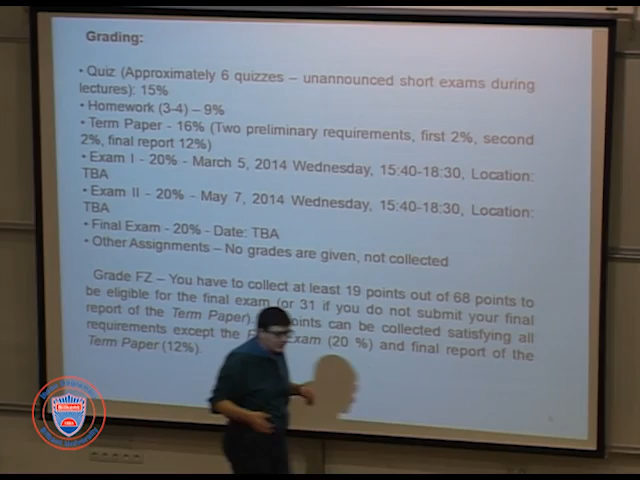 Grading:
• Quiz (Approximately 6 quizzes – unannounced short exams during
lectures): 15%
• Homework (3-4) – 9%
• Term Paper - 16% (Two preliminary requirements, first 2%, second
2%, final report 12%)
• Exam I - 20% - March 5, 2014 Wednesday, 15:40-18:30, Location:
TBA
• Exam II - 20% - May 7, 2014 Wednesday, 15:40-18:30, Location:
TBA
• Final Exam - 20% - Date: TBA
• Other Assignments – No grades are given, not collected
Grade FZ – You have to collect at least 19 points out of 68 points to
be eligible for the final exam (or 31 if you do not submit your final
report of the Term Paper). points can be collected satisfying all
requirements except the Exam (20 %) and final report of the
Term Paper (12%).
Bilkent